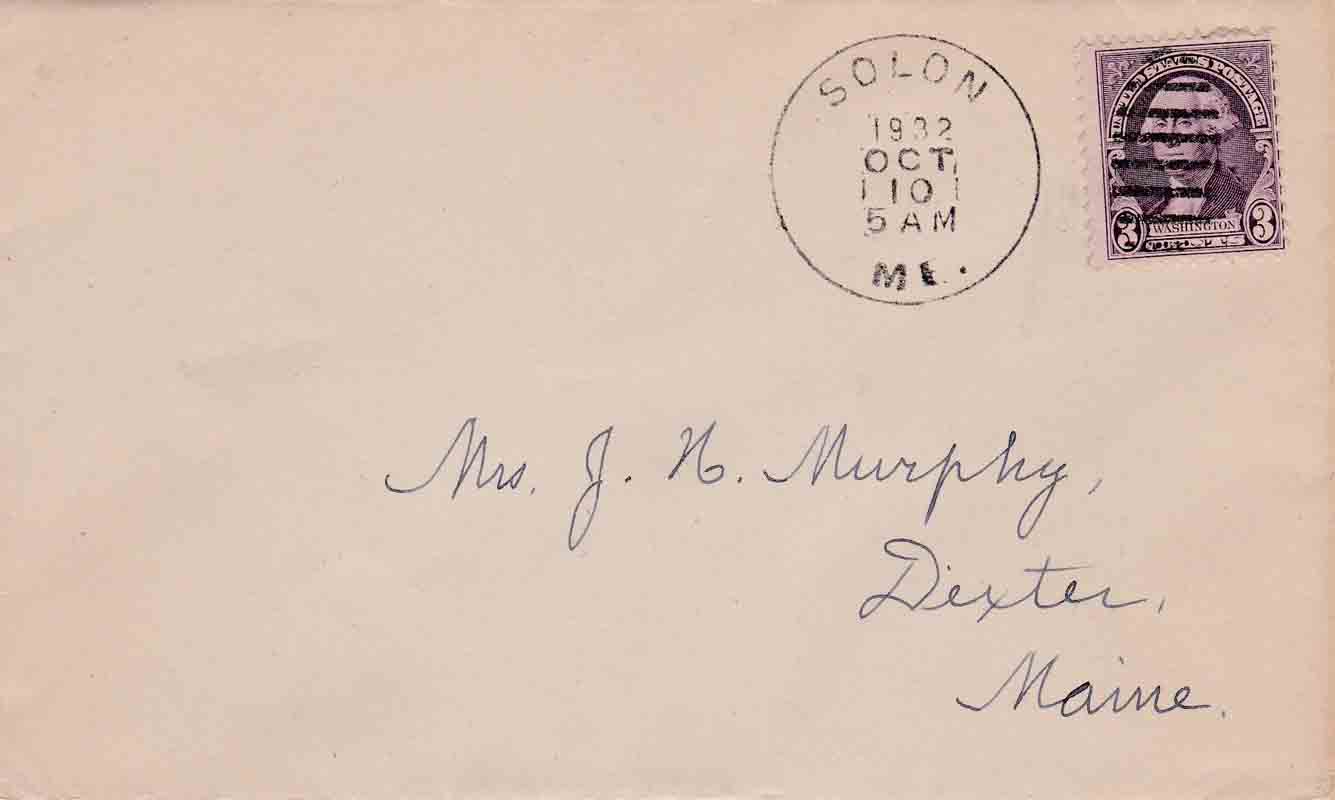 SOLON
1932
OCT
10
5 AM
ME.
UNITED STATES POSTAGE
3 WASHINGTON 3
Mrs. J. H. Murphy,
Dexter,
Maine.